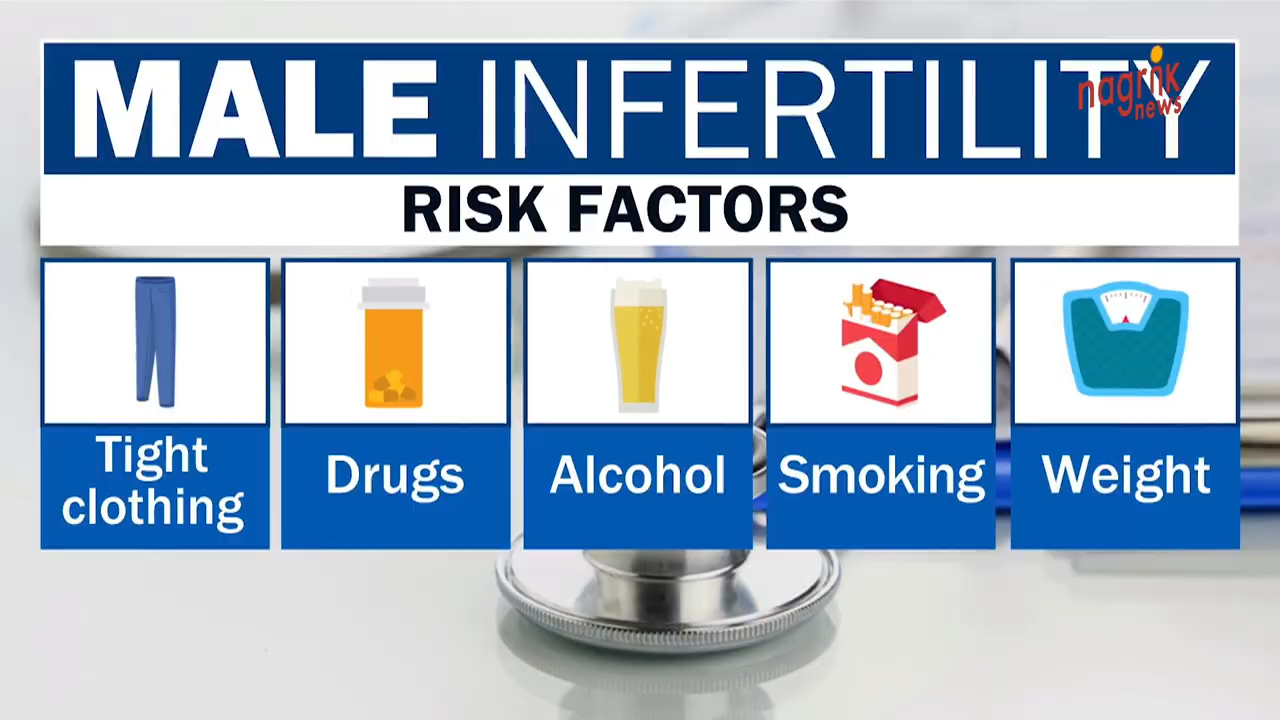 MALE INFERTILITY
nagrik
news
RISK FACTORS
Tight
clothing
Drugs
Alcohol
Smoking
Weight